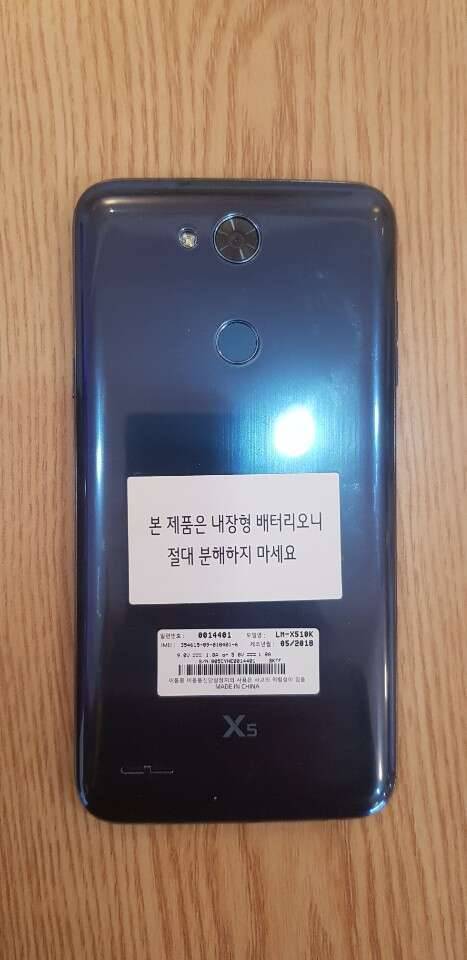 본 제품은 내장형 배터리오니
절대 분해하지 마세요
일련번호: 0014401 모델명: LM-X510K
제조년월: 05/2018
MADE IN CHINA
X5